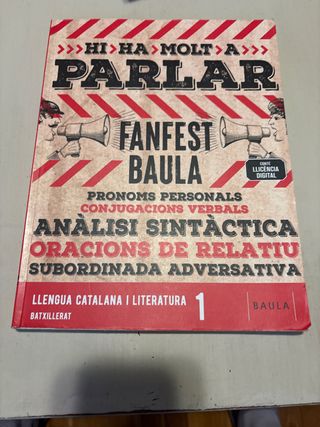 HI HA MOLT A
PARLAR
FANFEST
BAULA
CONTÉ
LLICÈNCIA
DIGITAL
PRONOMS PERSONALS
CONJUGACIONS VERBALS
ANÀLISI SINTÀCTICA
ORACIONS DE RELATIU
SUBORDINADA ADVERSATIVA
LLENGUA CATALANA I LITERATURA 1
BATXILLERAT
BAULA